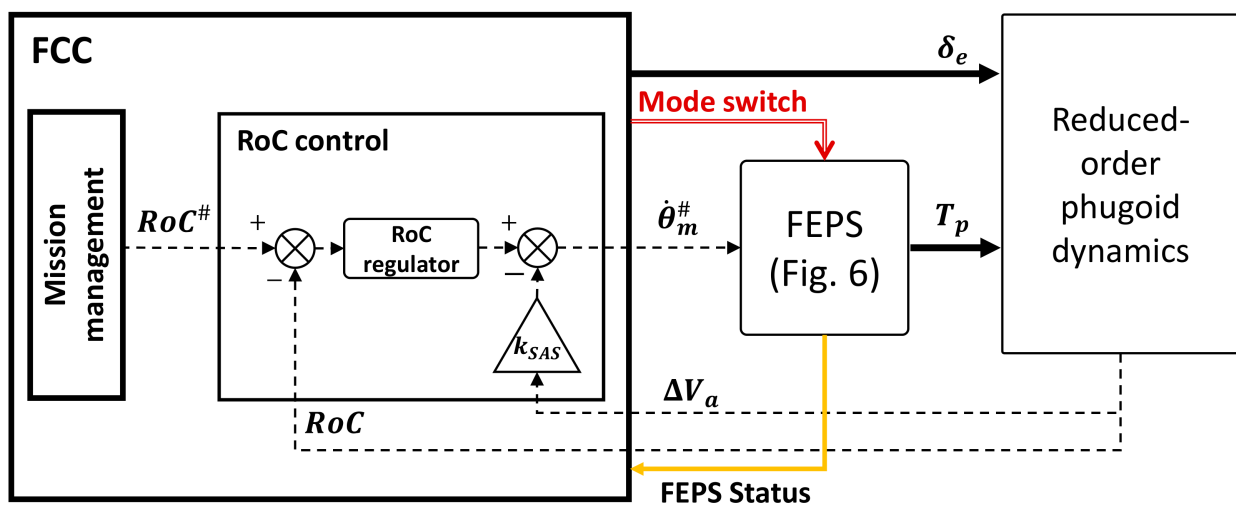 FCC
δₑ
Mode switch
Reduced-
order
phugoid
dynamics
RoC control
Mission
management
RoC^#
+
−
RoC
regulator
+
−
θ̇ₘ^#
FEPS
(Fig. 6)
Tₚ
k_SAS
ΔVₐ
RoC
FEPS Status